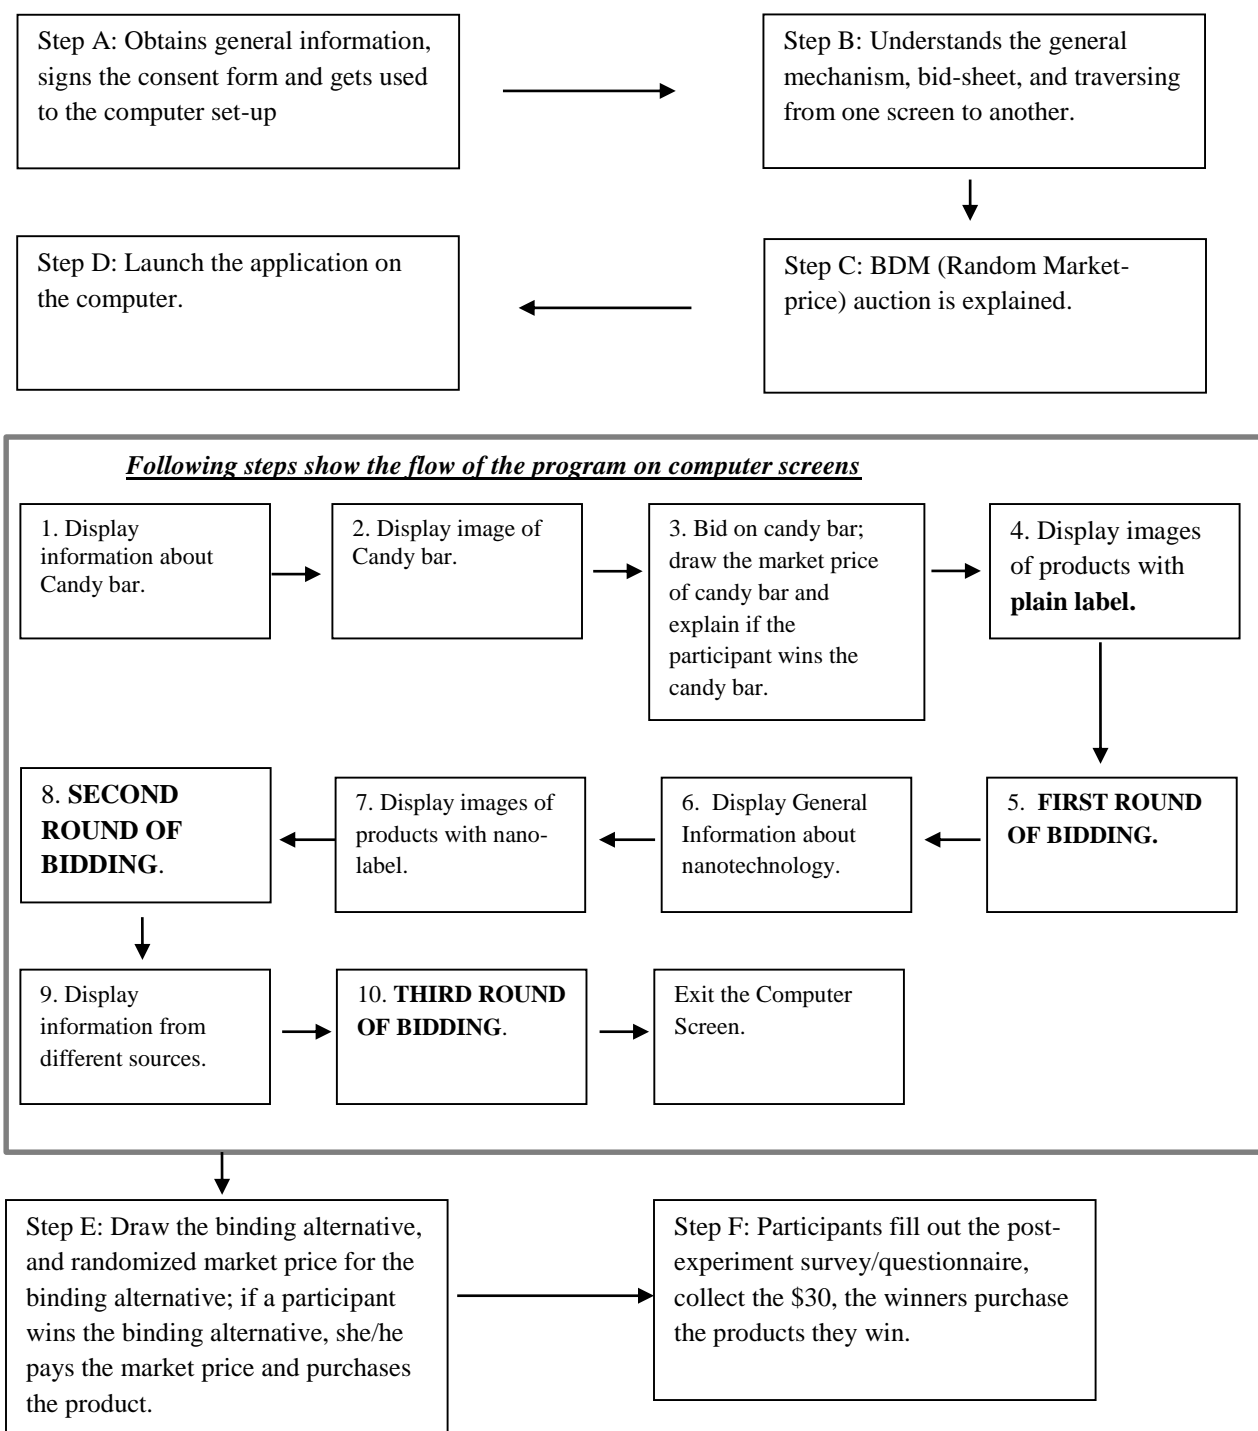 Step A: Obtains general information,
signs the consent form and gets used
to the computer set-up
Step B: Understands the general
mechanism, bid-sheet, and traversing
from one screen to another.
Step C: BDM (Random Market-
price) auction is explained.
Step D: Launch the application on
the computer.
Following steps show the flow of the program on computer screens
1. Display
information about
Candy bar.
2. Display image of
Candy bar.
3. Bid on candy bar;
draw the market price
of candy bar and
explain if the
participant wins the
candy bar.
4. Display images
of products with
plain label.
5. FIRST ROUND
OF BIDDING.
6. Display General
Information about
nanotechnology.
7. Display images of
products with nano-
label.
8. SECOND
ROUND OF
BIDDING.
9. Display
information from
different sources.
10. THIRD ROUND
OF BIDDING.
Exit the Computer
Screen.
Step E: Draw the binding alternative,
and randomized market price for the
binding alternative; if a participant
wins the binding alternative, she/he
pays the market price and purchases
the product.
Step F: Participants fill out the post-
experiment survey/questionnaire,
collect the $30, the winners purchase
the products they win.